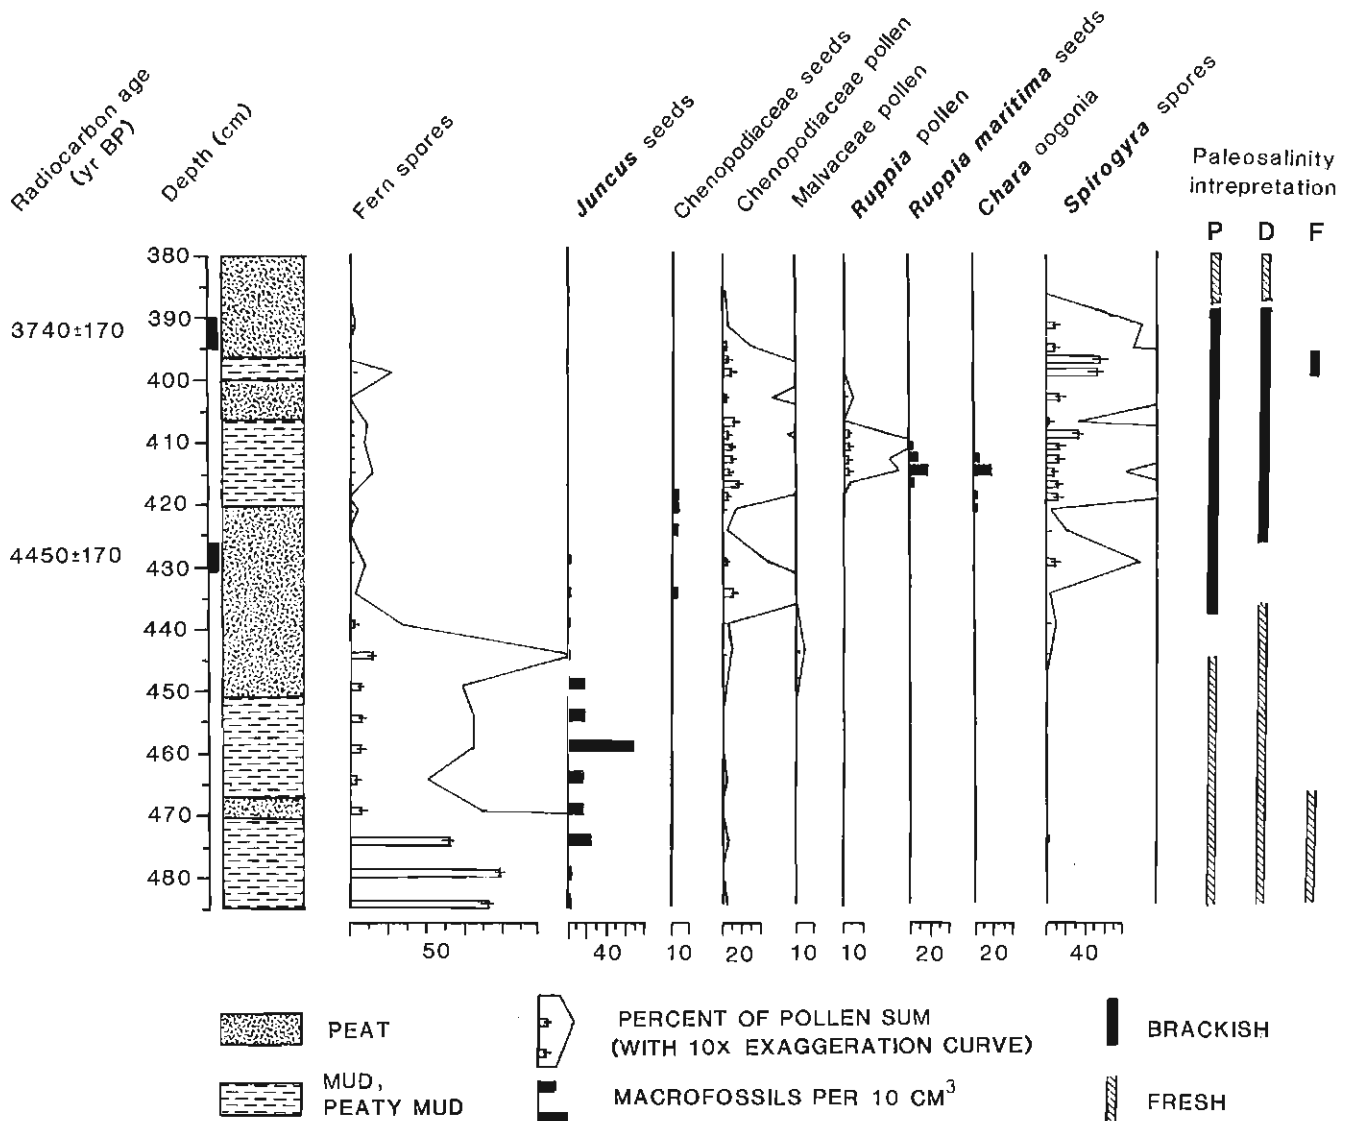 Radiocarbon age
(yr BP)
Depth (cm)
Fern spores
Juncus seeds
Chenopodiaceae seeds
Chenopodiaceae pollen
Malvaceae pollen
Ruppia pollen
Ruppia maritima seeds
Chara oogonia
Spirogyra spores
Paleosalinity
intrepretation
P D F
380
390
3740±170
400
410
420
4450±170
430
440
450
460
470
480
50 40 10 20 10 10 20 20 40
PEAT
MUD,
PEATY MUD
PERCENT OF POLLEN SUM
(WITH 10X EXAGGERATION CURVE)
MACROFOSSILS PER 10 CM³
BRACKISH
FRESH